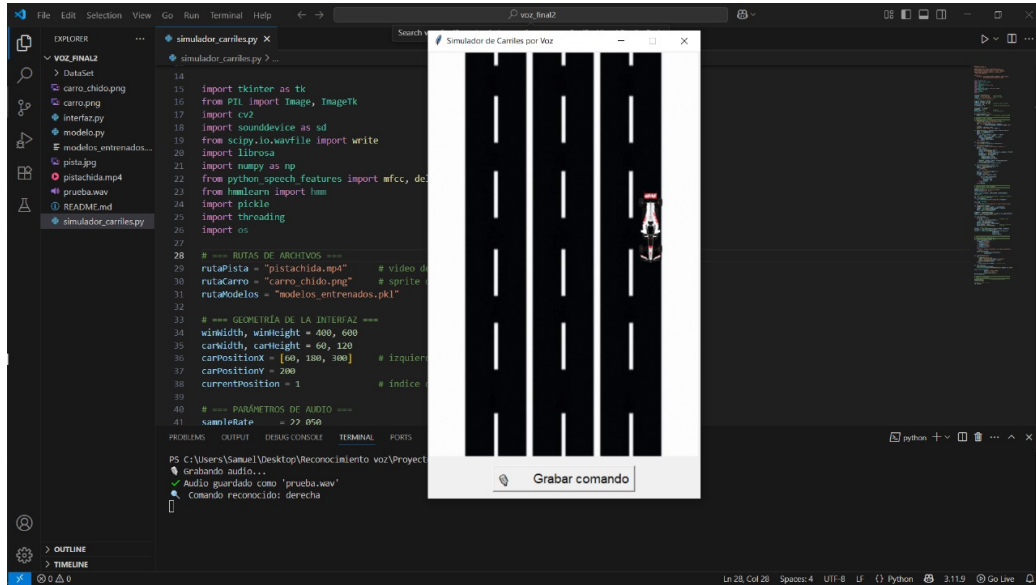 File Edit Selection View Go Run Terminal Help
voz_final2
EXPLORER
VOZ_FINAL2
DataSet
carro_chido.png
carro.png
interfaz.py
modelo.py
modelos_entrenados....
pista.jpg
pistachida.mp4
prueba.wav
README.md
simulador_carriles.py
OUTLINE
TIMELINE
simulador_carriles.py
Search
simulador_carriles.py > ...
14
15 import tkinter as tk
16 from PIL import Image, ImageTk
17 import cv2
18 import sounddevice as sd
19 from scipy.io.wavfile import write
20 import librosa
21 import numpy as np
22 from python_speech_features import mfcc, del
23 from hmmlearn import hmm
24 import pickle
25 import threading
26 import os
27
28 # === RUTAS DE ARCHIVOS ===
29 rutaPista = "pistachida.mp4" # video de
30 rutaCarro = "carro_chido.png" # sprite
31 rutaModelos = "modelos_entrenados.pkl"
32
33 # === GEOMETRÍA DE LA INTERFAZ ===
34 winWidth, winHeight = 400, 600
35 carWidth, carHeight = 60, 120
36 carPositionX = [60, 180, 300] # izquier
37 carPositionY = 200
38 currentPosition = 1 # índice
39
40 # === PARÁMETROS DE AUDIO ===
41 sampleRate = 22_050
PROBLEMS OUTPUT DEBUG CONSOLE TERMINAL PORTS
python
PS C:\Users\Samuel\Desktop\Reconocimiento voz\Proyect
Grabando audio...
Audio guardado como 'prueba.wav'
Comando reconocido: derecha
Simulador de Carriles por Voz
Grabar comando
0 0
Ln 28, Col 28 Spaces: 4 UTF-8 LF {} Python 3.11.9 Go Live